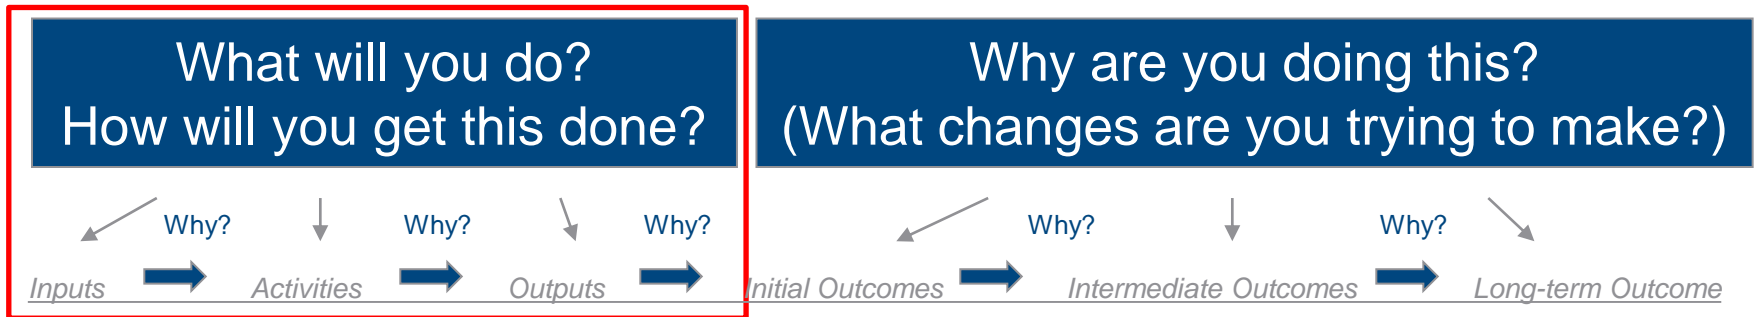 What will you do?
How will you get this done?
Why are you doing this?
(What changes are you trying to make?)
Why?
Why?
Why?
Why?
Why?
Inputs
Activities
Outputs
Initial Outcomes
Intermediate Outcomes
Long-term Outcome